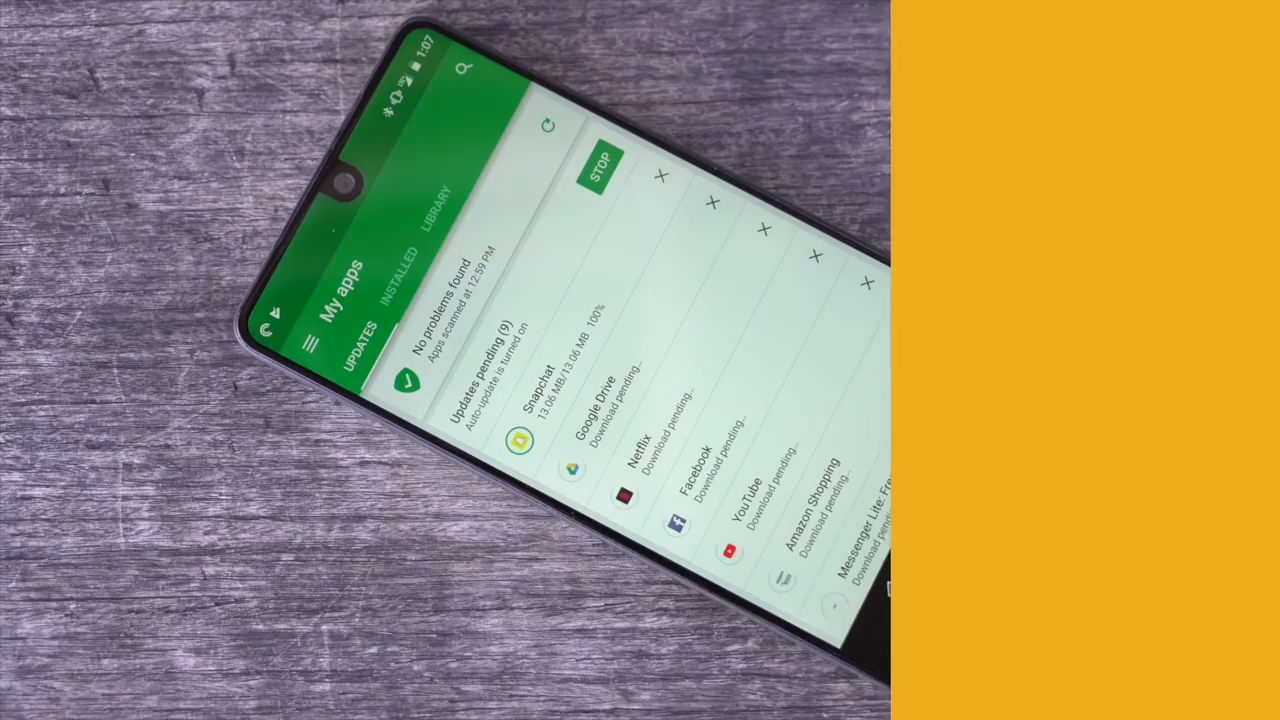 1:07
My apps
UPDATES INSTALLED LIBRARY
No problems found
Apps scanned at 12:59 PM
Updates pending (9)
Auto-update is turned on
STOP
Snapchat
13.06 MB/13.06 MB 100%
Google Drive
Download pending...
Netflix
Download pending...
Facebook
Download pending...
YouTube
Download pending...
Amazon Shopping
Download pending...
Messenger Lite:
Download